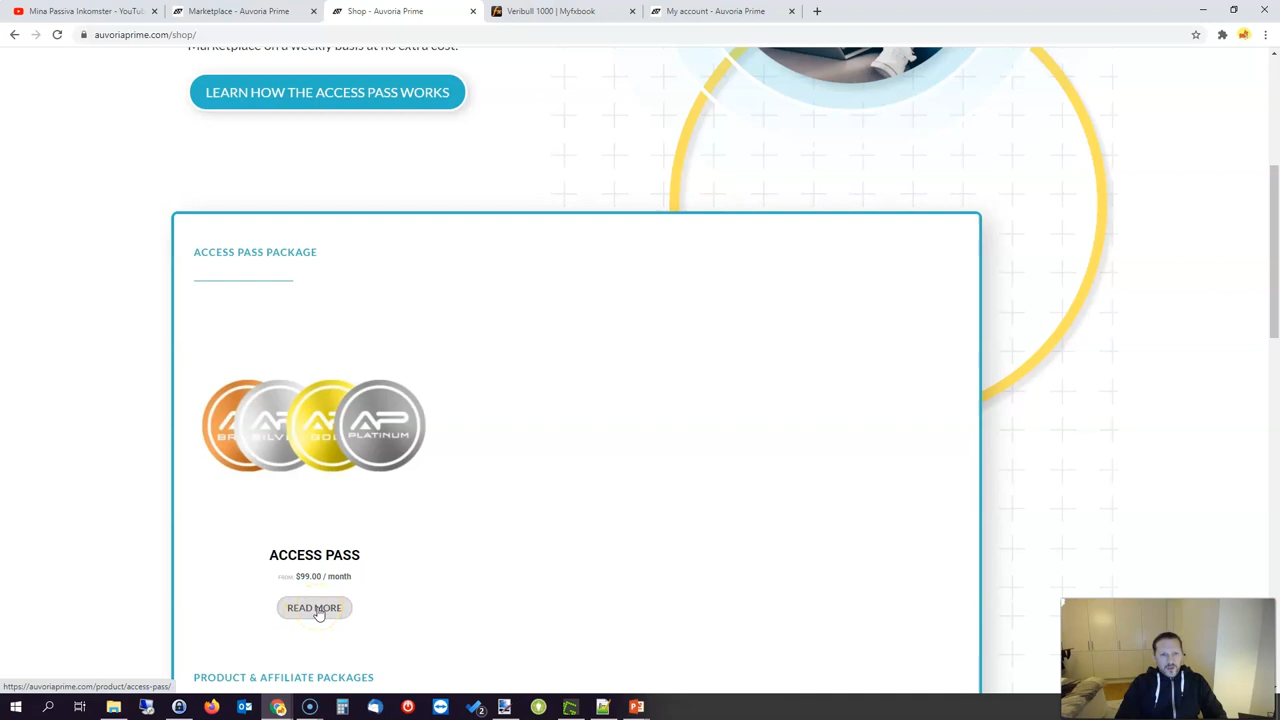 Mina Passiva Inkomster - YouTu
Marketplace - Auvoria Prime
Shop - Auvoria Prime
Veribull 1000 | Myfxbook
My account - Auvoria Prime
auvoriaprime.com/shop/
Marketplace on a weekly basis at no extra cost.
LEARN HOW THE ACCESS PASS WORKS
ACCESS PASS PACKAGE
AP
PLATINUM
ACCESS PASS
FROM: $99.00 / month
READ MORE
PRODUCT & AFFILIATE PACKAGES
https://auvoriaprime.com/product/access-pass/